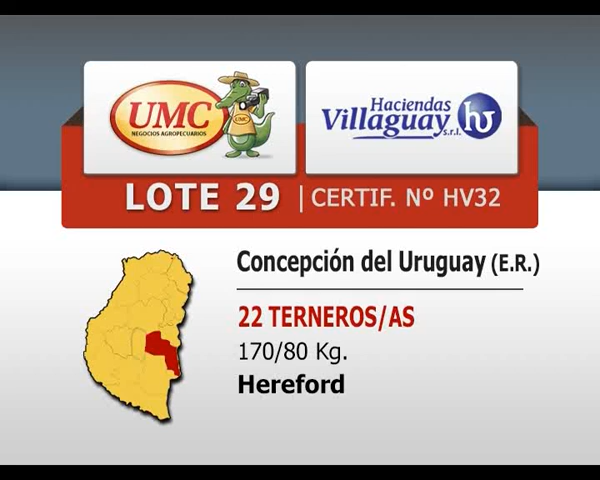 UMC
NEGOCIOS AGROPECUARIOS
UMC
Haciendas
Villaguay
s.r.l.
hv
LOTE 29 | CERTIF. Nº HV32
Concepción del Uruguay (E.R.)
22 TERNEROS/AS
170/80 Kg.
Hereford